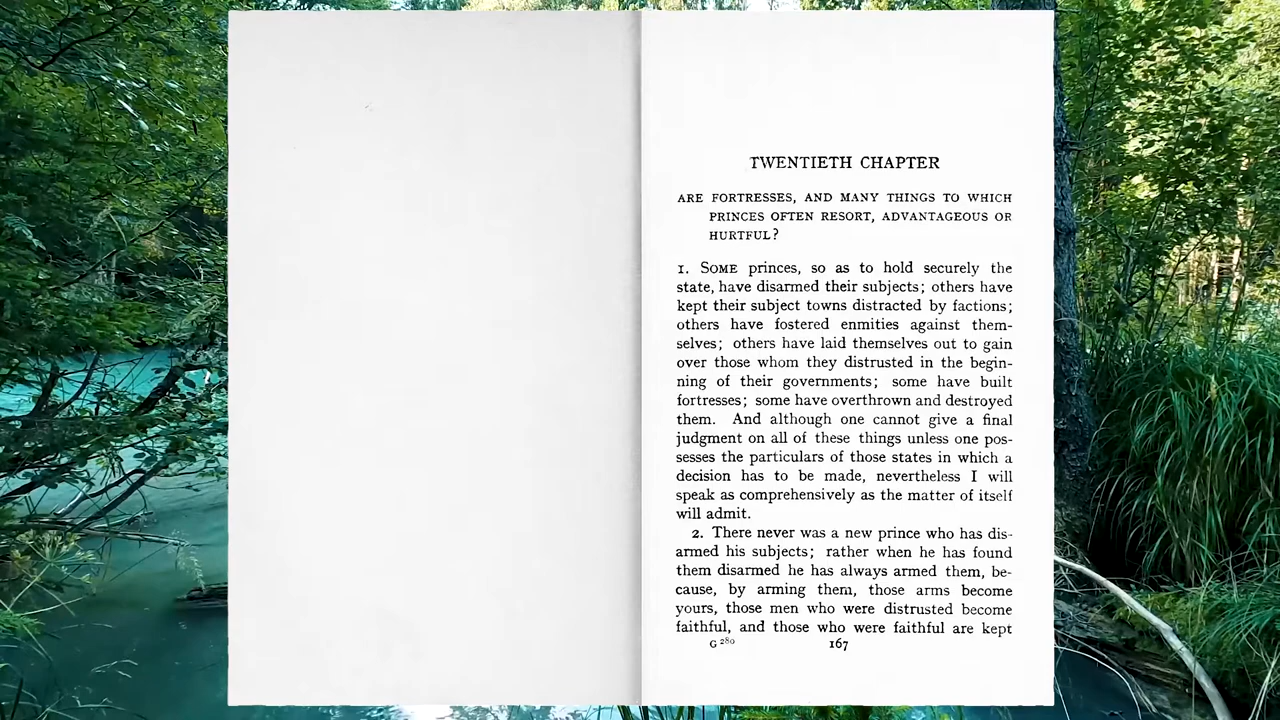 TWENTIETH CHAPTER
ARE FORTRESSES, AND MANY THINGS TO WHICH
PRINCES OFTEN RESORT, ADVANTAGEOUS OR
HURTFUL?
1. SOME princes, so as to hold securely the
state, have disarmed their subjects; others have
kept their subject towns distracted by factions;
others have fostered enmities against them-
selves; others have laid themselves out to gain
over those whom they distrusted in the begin-
ning of their governments; some have built
fortresses; some have overthrown and destroyed
them. And although one cannot give a final
judgment on all of these things unless one pos-
sesses the particulars of those states in which a
decision has to be made, nevertheless I will
speak as comprehensively as the matter of itself
will admit.
2. There never was a new prince who has dis-
armed his subjects; rather when he has found
them disarmed he has always armed them, be-
cause, by arming them, those arms become
yours, those men who were distrusted become
faithful, and those who were faithful are kept
G 280 167